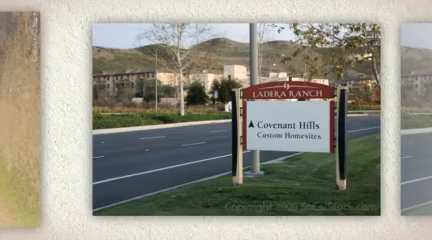 LADERA RANCH
Covenant Hills
Custom Homesites
Copyright 2009 SoCalStock.com